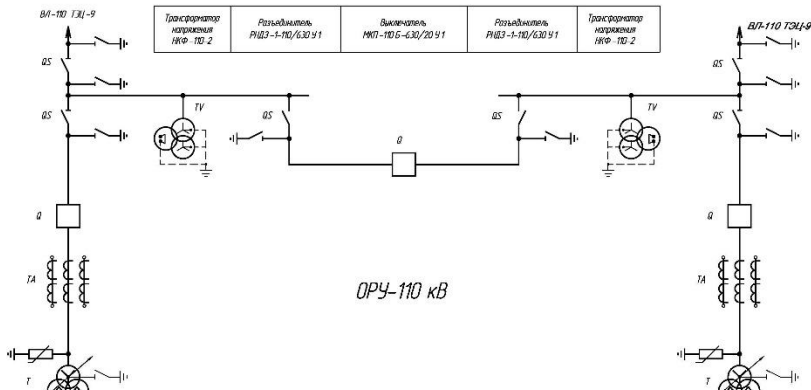 ВЛ-110 ТЭЦ-9
Трансформатор
напряжения
НКФ-110-2
Разъединитель
РНДЗ-1-110/630 У1
Выключатель
МКП-110Б-630/20 У1
Разъединитель
РНДЗ-1-110/630 У1
Трансформатор
напряжения
НКФ-110-2
ВЛ-110 ТЭЦ-9
QS
QS
QS
TV
QS
QS
TV
QS
Q
Q
Q
TA
TA
ОРУ-110 кВ
T
T